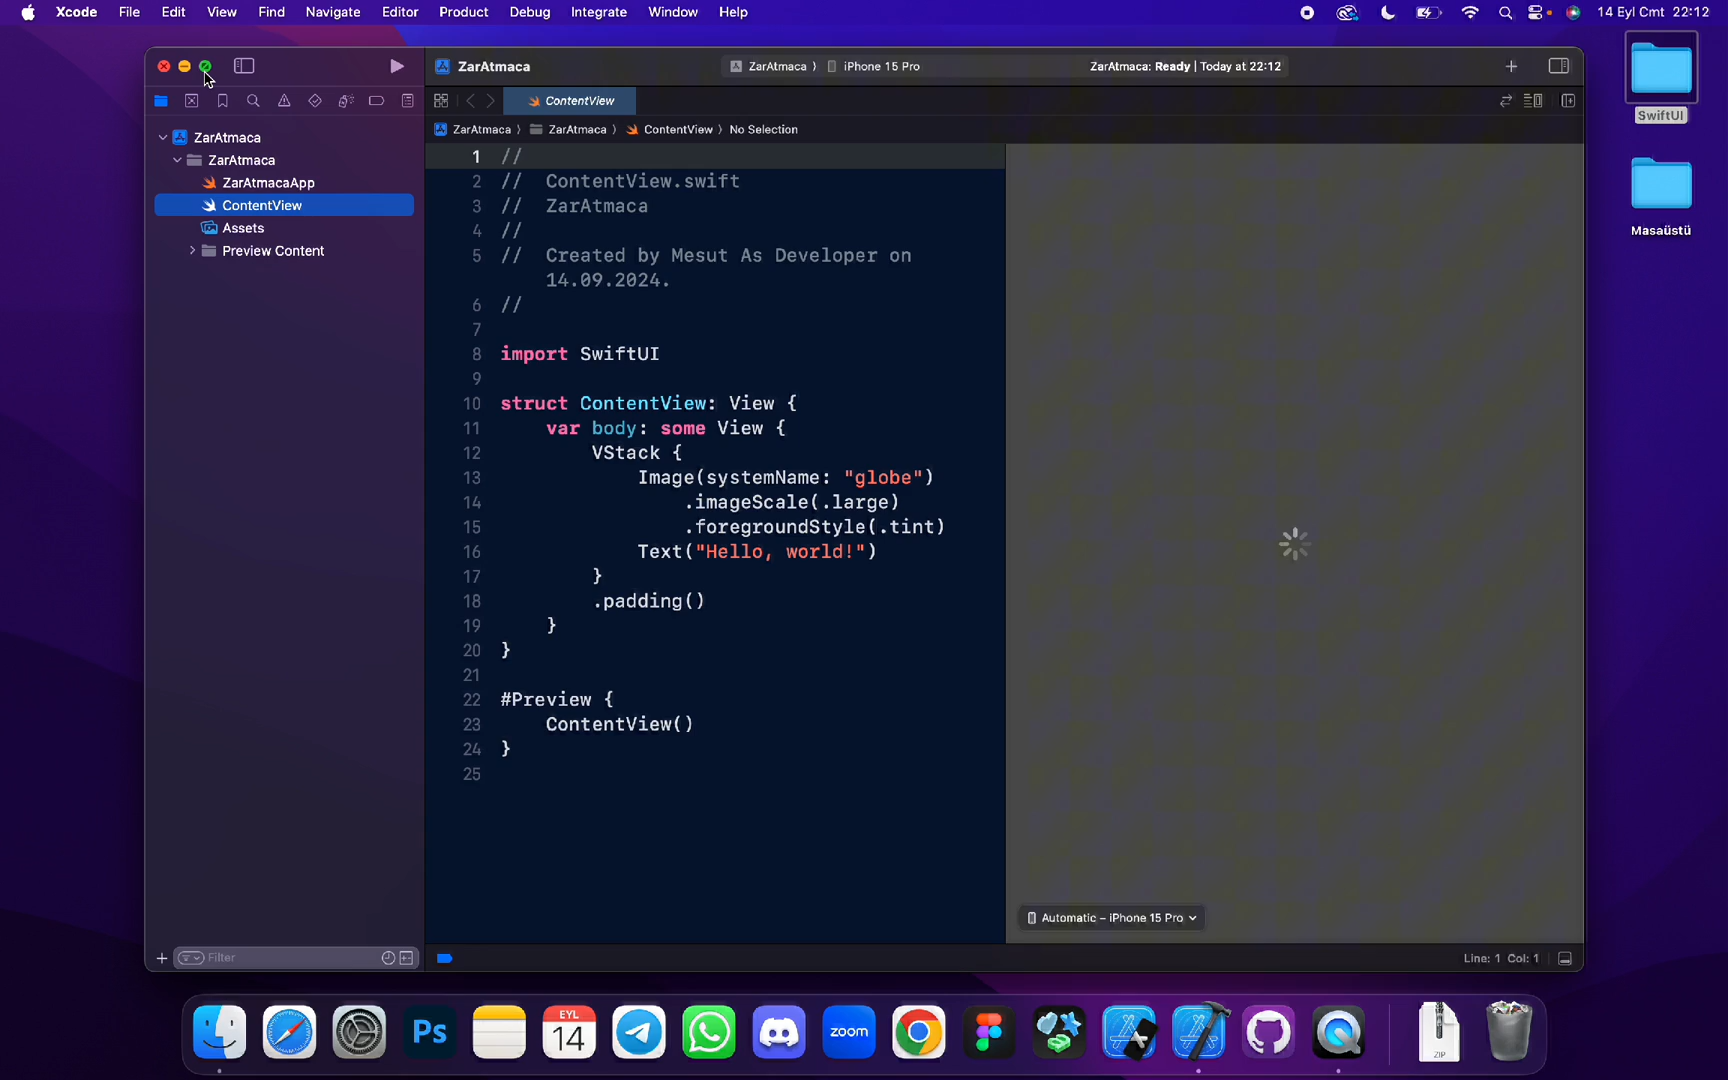 Xcode File Edit View Find Navigate Editor Product Debug Integrate Window Help 14 Eyl Cmt 22:12
ZarAtmaca ZarAtmaca iPhone 15 Pro ZarAtmaca: Ready | Today at 22:12
SwiftUI
Masaüstü
ContentView
ZarAtmaca ZarAtmaca ContentView No Selection
ZarAtmaca
ZarAtmaca
ZarAtmacaApp
ContentView
Assets
Preview Content
1 //
2 // ContentView.swift
3 // ZarAtmaca
4 //
5 // Created by Mesut As Developer on
14.09.2024.
6 //
7
8 import SwiftUI
9
10 struct ContentView: View {
11 var body: some View {
12 VStack {
13 Image(systemName: "globe")
14 .imageScale(.large)
15 .foregroundStyle(.tint)
16 Text("Hello, world!")
17 }
18 .padding()
19 }
20 }
21
22 #Preview {
23 ContentView()
24 }
25
Automatic – iPhone 15 Pro
Filter
Line: 1 Col: 1
Ps
EYL
14
zoom
ZIP